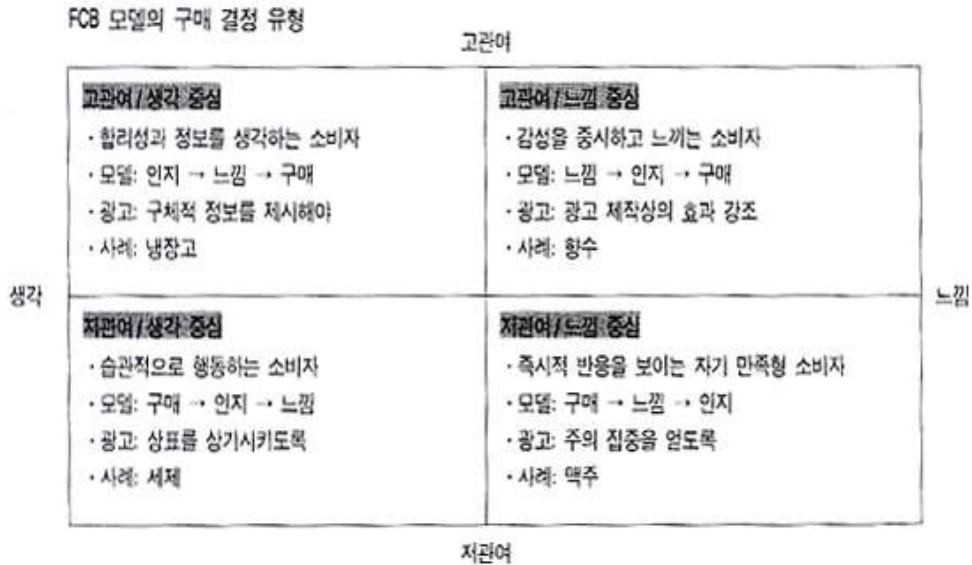 FCB 모델의 구매 결정 유형
고관여
고관여/생각 중심
· 합리성과 정보를 생각하는 소비자
· 모델: 인지 → 느낌 → 구매
· 광고: 구체적 정보를 제시해야
· 사례: 냉장고
고관여/느낌 중심
· 감성을 중시하고 느끼는 소비자
· 모델: 느낌 → 인지 → 구매
· 광고: 광고 제작상의 효과 강조
· 사례: 향수
생각
느낌
저관여/생각 중심
· 습관적으로 행동하는 소비자
· 모델: 구매 → 인지 → 느낌
· 광고: 상표를 상기시키도록
· 사례: 세제
저관여/느낌 중심
· 즉시적 반응을 보이는 자기 만족형 소비자
· 모델: 구매 → 느낌 → 인지
· 광고: 주의 집중을 얻도록
· 사례: 맥주
저관여